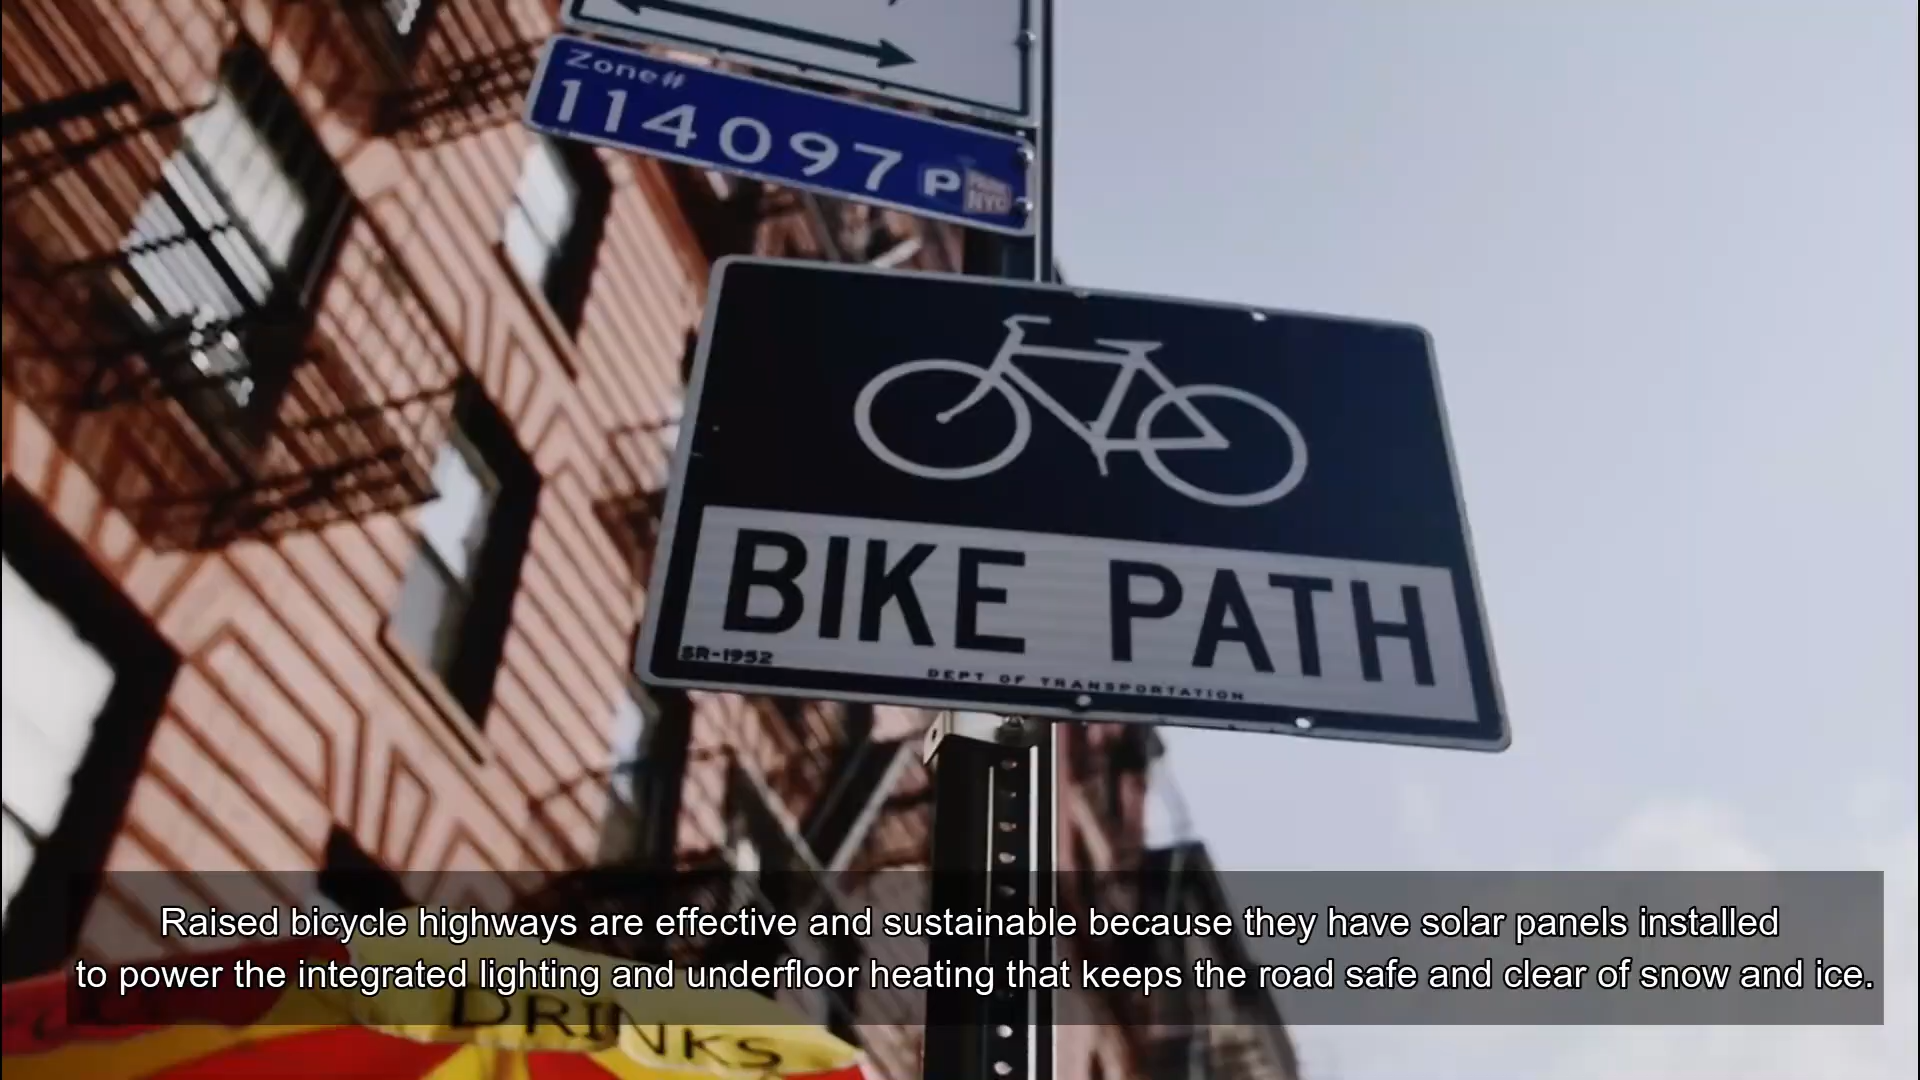 Zone#
114097
P PARK NYC
BIKE PATH
SR-1952
DEPT OF TRANSPORTATION
Raised bicycle highways are effective and sustainable because they have solar panels installed
to power the integrated lighting and underfloor heating that keeps the road safe and clear of snow and ice.
DRINKS